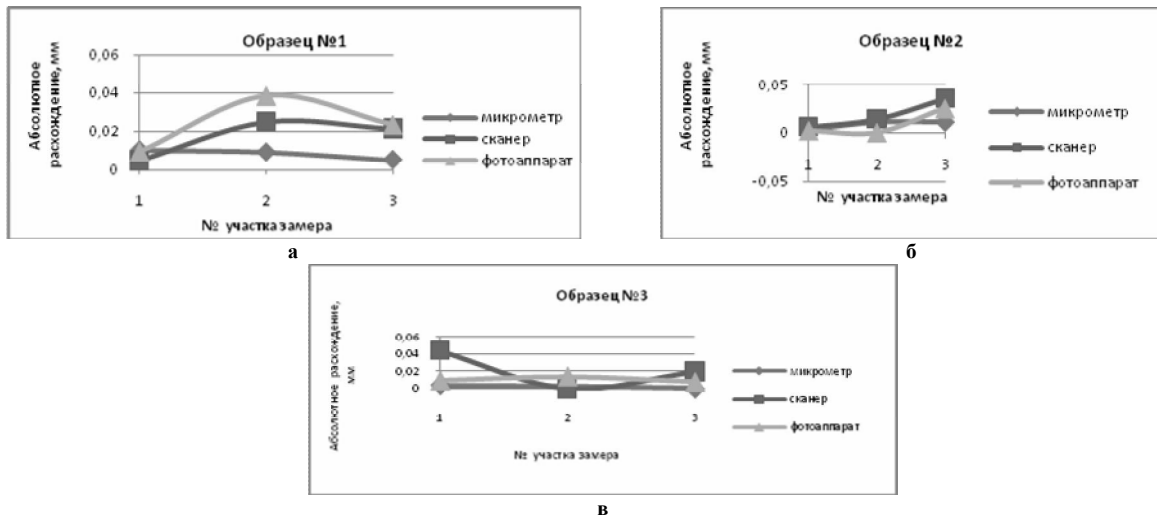 Образец №1
Абсолютное
расхождение, мм
0,06
0,04
0,02
0
1 2 3
№ участка замера
микрометр
сканер
фотоаппарат
а
Образец №2
Абсолютное
расхождение, мм
0,05
0
-0,05
1 2 3
№ участка замера
микрометр
сканер
фотоаппарат
б
Образец №3
Абсолютное расхождение,
мм
0,06
0,04
0,02
0
1 2 3
№ участка замера
микрометр
сканер
фотоаппарат
в